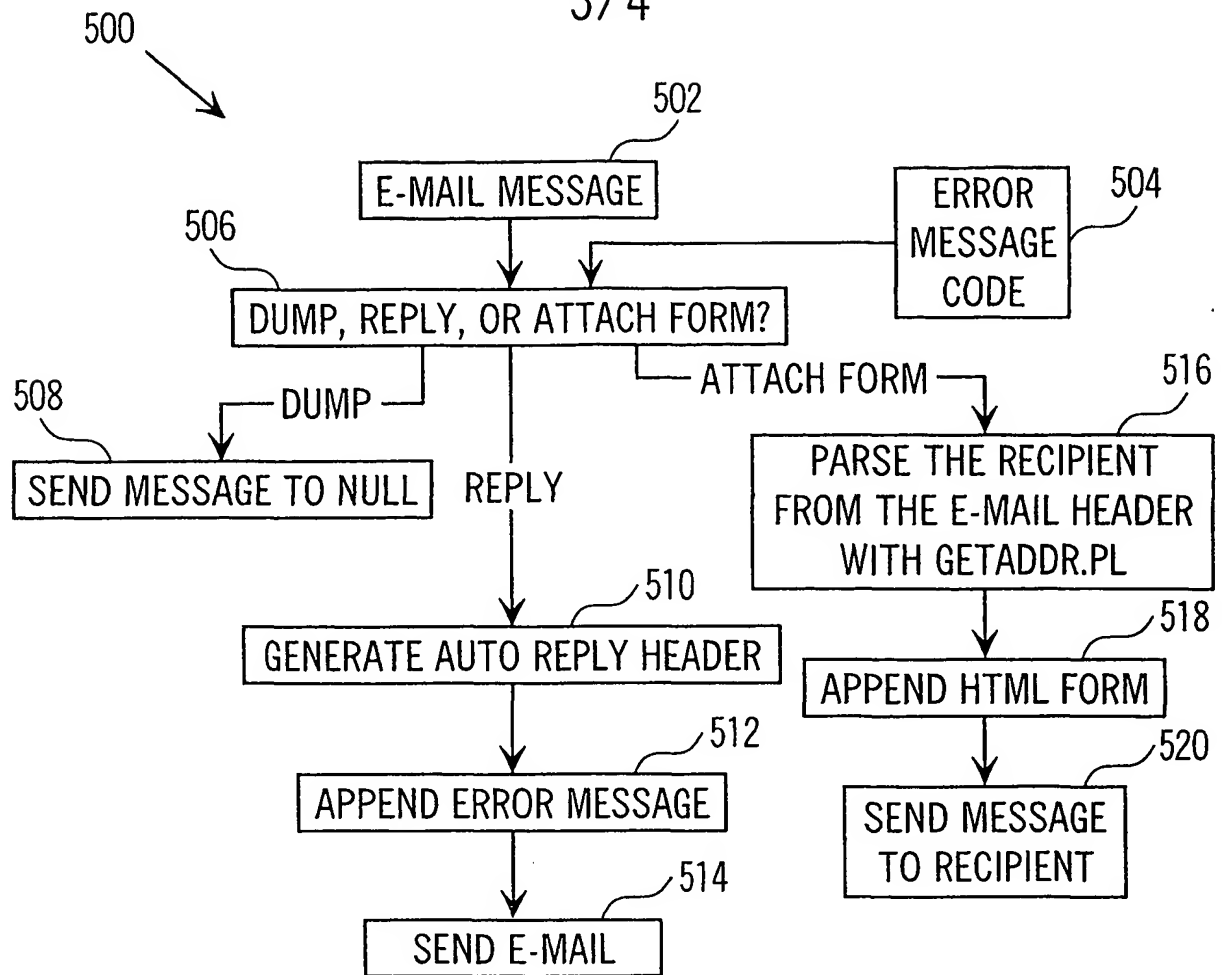 3/4
500
502
E-MAIL MESSAGE
ERROR
MESSAGE
CODE
504
506
DUMP, REPLY, OR ATTACH FORM?
508
DUMP
ATTACH FORM
516
SEND MESSAGE TO NULL
REPLY
PARSE THE RECIPIENT
FROM THE E-MAIL HEADER
WITH GETADDR.PL
510
GENERATE AUTO REPLY HEADER
518
APPEND HTML FORM
512
APPEND ERROR MESSAGE
520
SEND MESSAGE
TO RECIPIENT
514
SEND E-MAIL